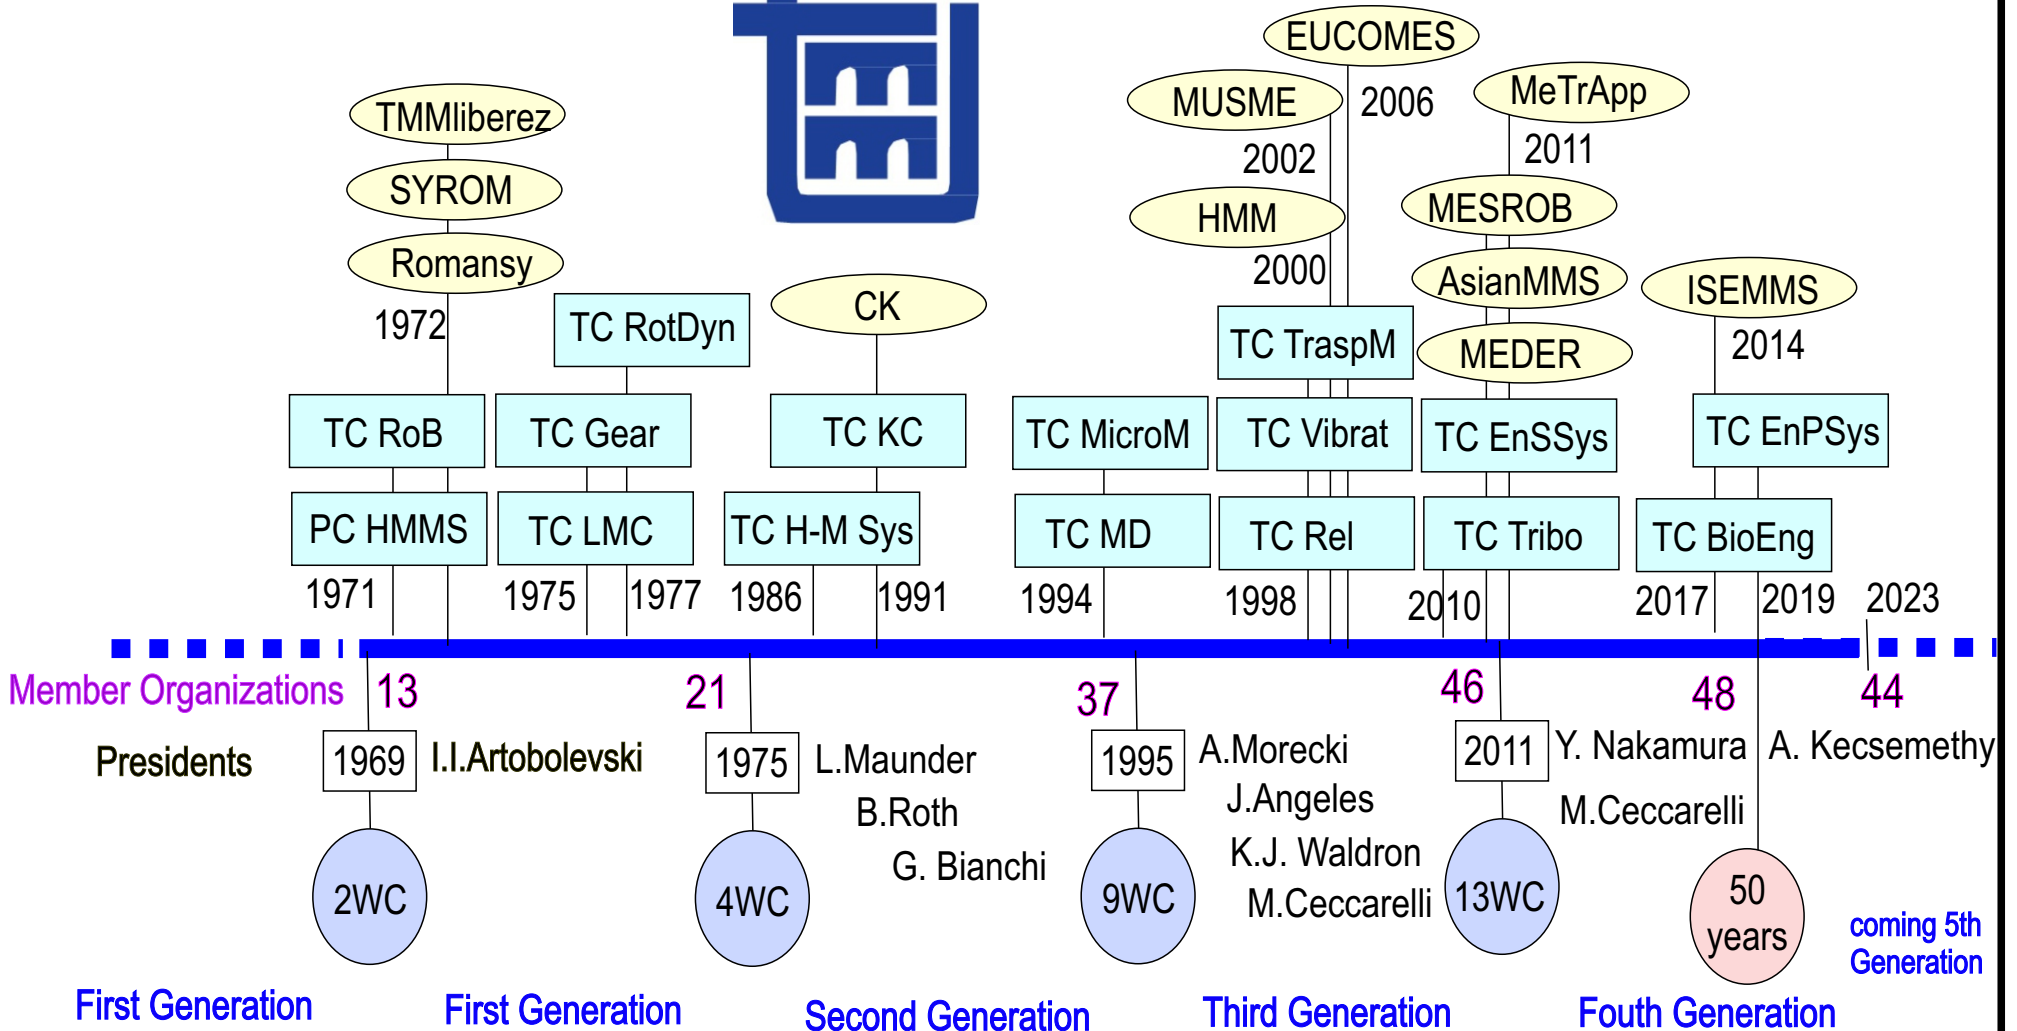 EUCOMES
MUSME
2006
MeTrApp
TMMliberez
2002
2011
SYROM
HMM
MESROB
Romansy
2000
AsianMMS
ISEMMS
1972
TC RotDyn
CK
TC TraspM
MEDER
2014
TC RoB
TC Gear
TC KC
TC MicroM
TC Vibrat
TC EnSSys
TC EnPSys
PC HMMS
TC LMC
TC H-M Sys
TC MD
TC Rel
TC Tribo
TC BioEng
1971
1975
1977
1986
1991
1994
1998
2010
2017
2019
2023
Member Organizations
13
21
37
46
48
44
Presidents
1969
I.I.Artobolevski
1975
L.Maunder
1995
A.Morecki
2011
Y. Nakamura
A. Kecsemethy
B.Roth
J.Angeles
M.Ceccarelli
G. Bianchi
K.J. Waldron
M.Ceccarelli
2WC
4WC
9WC
13WC
50
years
coming 5th
Generation
First Generation
First Generation
Second Generation
Third Generation
Fouth Generation